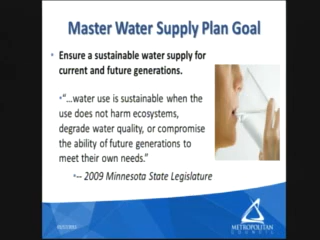 Master Water Supply Plan Goal
• Ensure a sustainable water supply for
current and future generations.
•"...water use is sustainable when the
use does not harm ecosystems,
degrade water quality, or compromise
the ability of future generations to
meet their own needs."
•-- 2009 Minnesota State Legislature
METROPOLITAN
COUNCIL